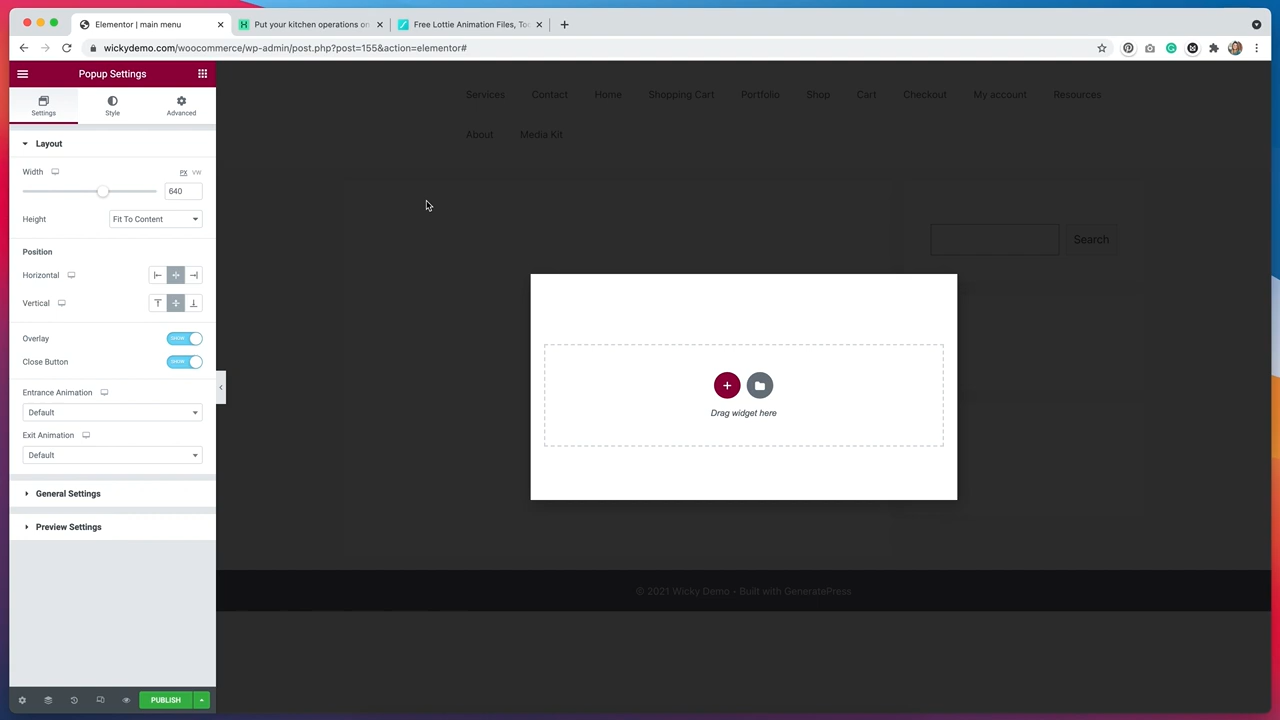 Elementor | main menu
Put your kitchen operations on
Free Lottie Animation Files, Too
wickydemo.com/woocommerce/wp-admin/post.php?post=155&action=elementor#
Popup Settings
Settings
Style
Advanced
Layout
Width
PX
VW
640
Height
Fit To Content
Position
Horizontal
Vertical
Overlay
SHOW
Close Button
SHOW
Entrance Animation
Default
Exit Animation
Default
General Settings
Preview Settings
PUBLISH
Services Contact Home Shopping Cart Portfolio Shop Cart Checkout My account Resources
About Media Kit
Search
Drag widget here
© 2021 Wicky Demo - Built with GeneratePress